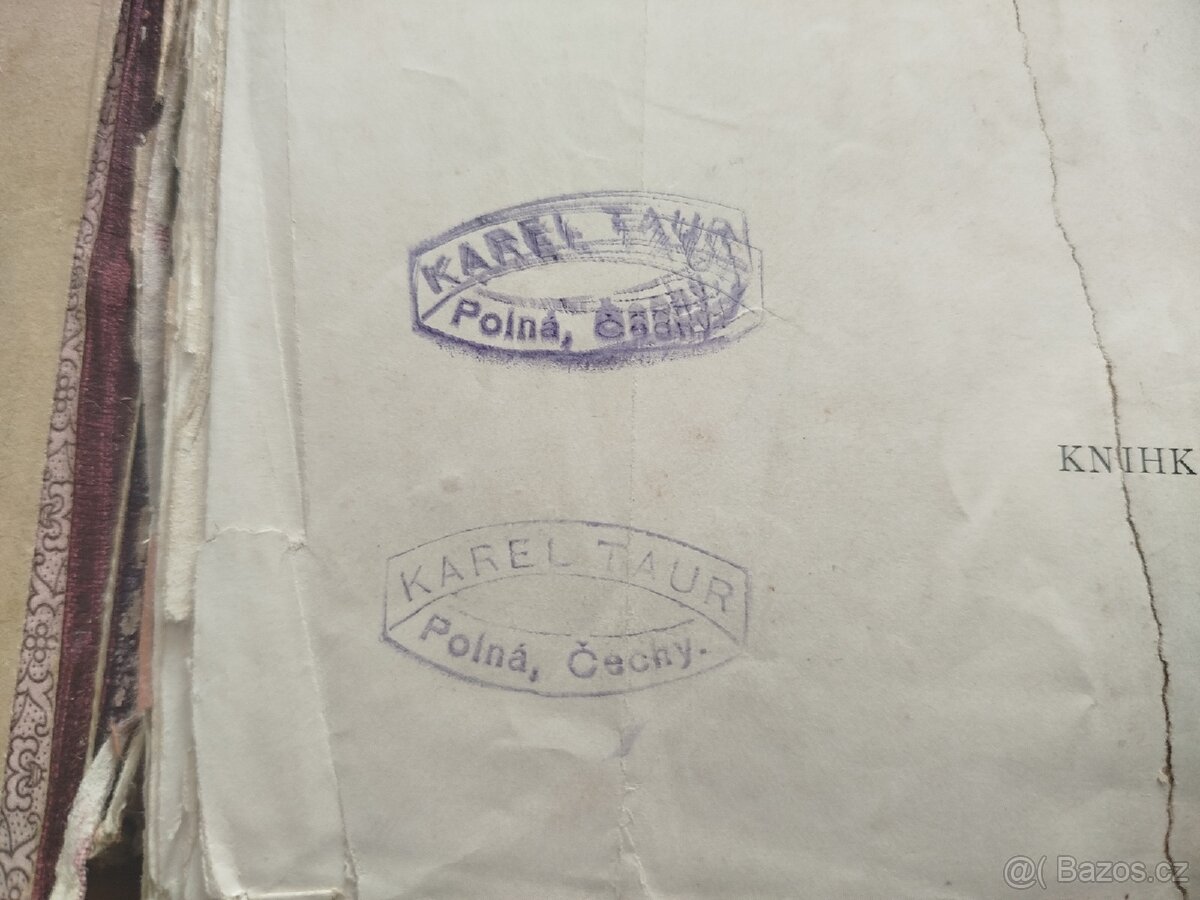 KAREL TAUR
Polná, Čechy.
KNIHK
KAREL TAUR
Polná, Čechy.
@( Bazos.cz